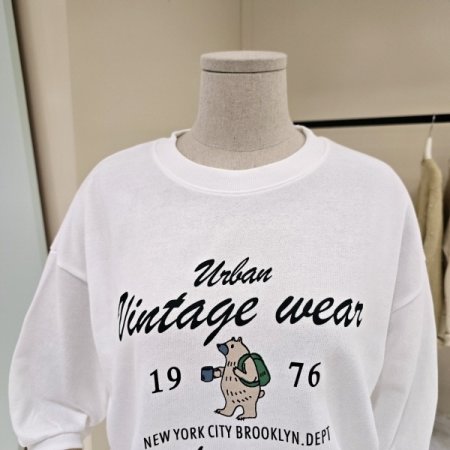 Urban
Vintage wear
19 76
NEW YORK CITY BROOKLYN.DEPT